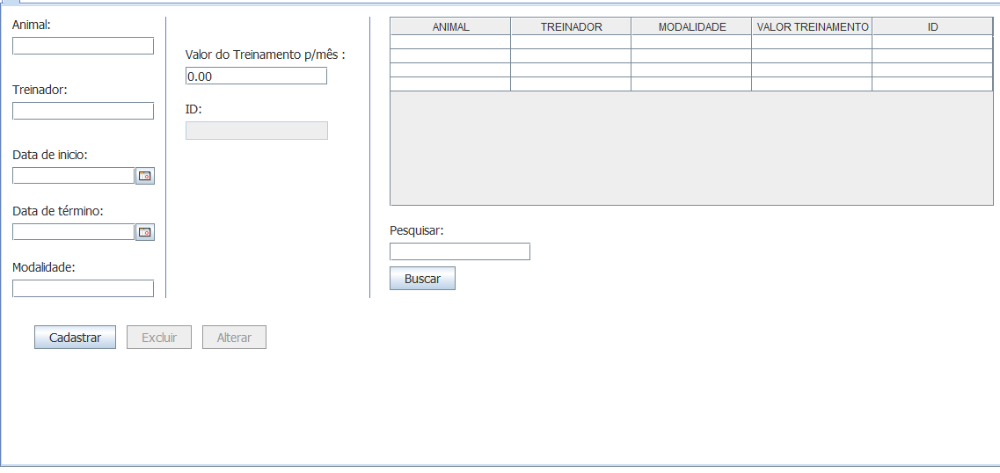 Animal:
Treinador:
Data de inicio:
Data de término:
Modalidade:
Valor do Treinamento p/mês :
0.00
ID:
ANIMAL TREINADOR MODALIDADE VALOR TREINAMENTO ID
Pesquisar:
Buscar
Cadastrar Excluir Alterar